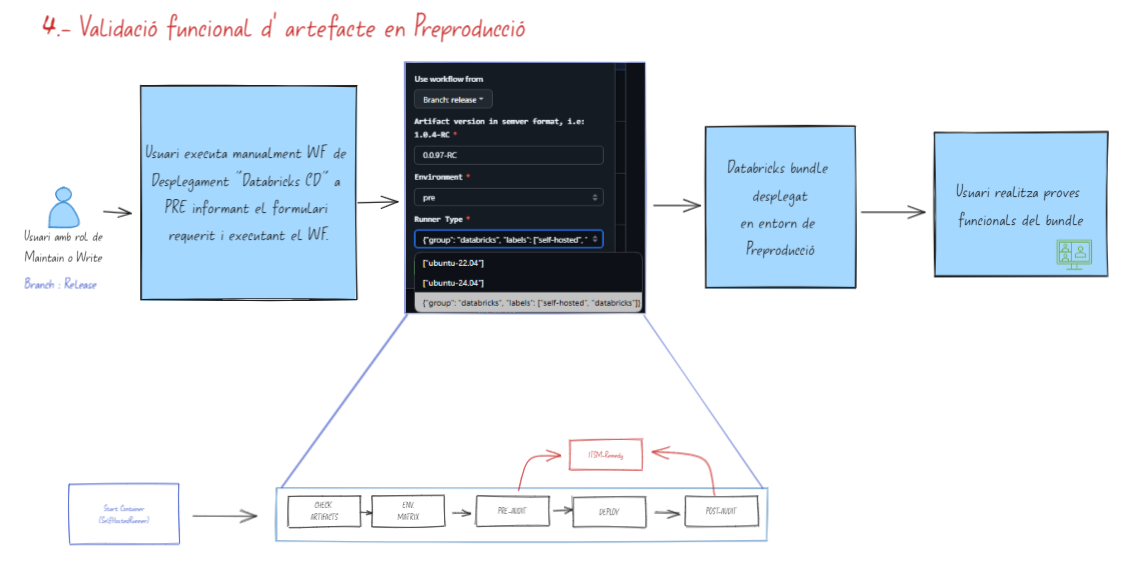 4.- Validació funcional d' artefacte en Preproducció
Usuari amb rol de
Maintain o Write
Branch : Release
Usuari executa manualment WF de
Desplegament "Databricks CD" a
PRE informant el formulari
requerit i executant el WF.
Use workflow from
Branch: release
Artifact version in semver format, i.e:
1.0.4-RC *
0.0.97-RC
Environment *
pre
Runner Type *
{"group": "databricks", "labels": ["self-hosted", "
["ubuntu-22.04"]
["ubuntu-24.04"]
{"group": "databricks", "labels": ["self-hosted", "databricks"]}
Databricks bundle
desplegat
en entorn de
Preproducció
Usuari realitza proves
funcionals del bundle
ITSM-Remedy
Start Container
(SelfHostedRunner)
CHECK
ARTIFACTS
ENV.
MATRIX
PRE-AUDIT
DEPLOY
POST-AUDIT